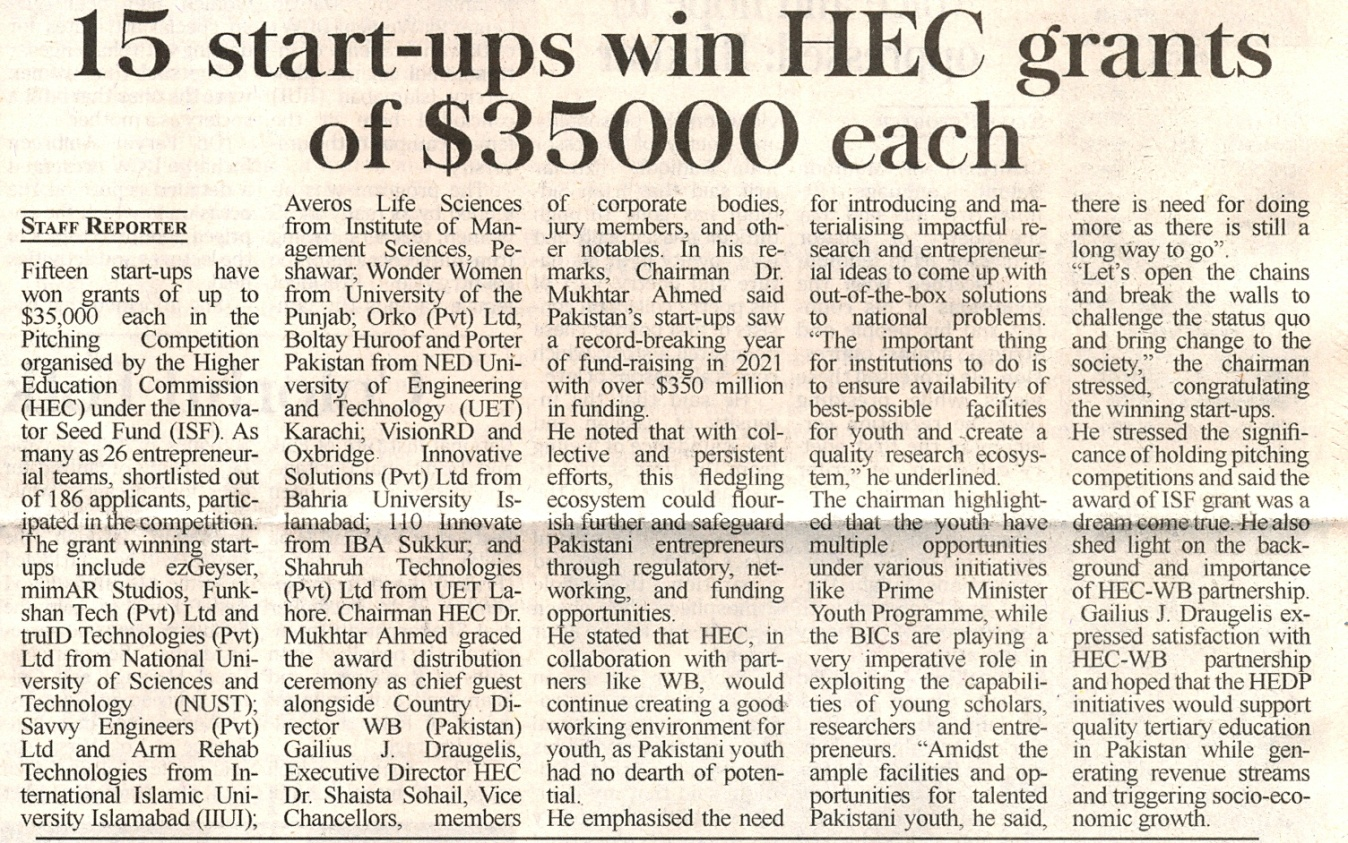 15 start-ups win HEC grants
of $35000 each
STAFF REPORTER
Fifteen start-ups have
won grants of up to
$35,000 each in the
Pitching Competition
organised by the Higher
Education Commission
(HEC) under the Innova-
tor Seed Fund (ISF). As
many as 26 entrepreneur-
ial teams, shortlisted out
of 186 applicants, partic-
ipated in the competition.
The grant winning start-
ups include ezGeyser,
mimAR Studios, Funk-
shan Tech (Pvt) Ltd and
truID Technologies (Pvt)
Ltd from National Uni-
versity of Sciences and
Technology (NUST);
Savvy Engineers (Pvt)
Ltd and Arm Rehab
Technologies from In-
ternational Islamic Uni-
versity Islamabad (IIUI);
Averos Life Sciences
from Institute of Man-
agement Sciences, Pe-
shawar; Wonder Women
from University of the
Punjab; Orko (Pvt) Ltd,
Boltay Huroof and Porter
Pakistan from NED Uni-
versity of Engineering
and Technology (UET)
Karachi; VisionRD and
Oxbridge Innovative
Solutions (Pvt) Ltd from
Bahria University Is-
lamabad; 110 Innovate
from IBA Sukkur; and
Shahruh Technologies
(Pvt) Ltd from UET La-
hore. Chairman HEC Dr.
Mukhtar Ahmed graced
the award distribution
ceremony as chief guest
alongside Country Di-
rector WB (Pakistan)
Gailius J. Draugelis,
Executive Director HEC
Dr. Shaista Sohail, Vice
Chancellors, members
of corporate bodies,
jury members, and oth-
er notables. In his re-
marks, Chairman Dr.
Mukhtar Ahmed said
Pakistan's start-ups saw
a record-breaking year
of fund-raising in 2021
with over $350 million
in funding.
He noted that with col-
lective and persistent
efforts, this fledgling
ecosystem could flour-
ish further and safeguard
Pakistani entrepreneurs
through regulatory, net-
working, and funding
opportunities.
He stated that HEC, in
collaboration with part-
ners like WB, would
continue creating a good
working environment for
youth, as Pakistani youth
had no dearth of poten-
tial.
He emphasised the need
for introducing and ma-
terialising impactful re-
search and entrepreneur-
ial ideas to come up with
out-of-the-box solutions
to national problems.
“The important thing
for institutions to do is
to ensure availability of
best-possible facilities
for youth and create a
quality research ecosys-
tem,” he underlined.
The chairman highlight-
ed that the youth have
multiple opportunities
under various initiatives
like Prime Minister
Youth Programme, while
the BICs are playing a
very imperative role in
exploiting the capabili-
ties of young scholars,
researchers and entre-
preneurs. “Amidst the
ample facilities and op-
portunities for talented
Pakistani youth, he said,
there is need for doing
more as there is still a
long way to go”.
“Let's open the chains
and break the walls to
challenge the status quo
and bring change to the
society,” the chairman
stressed, congratulating
the winning start-ups.
He stressed the signifi-
cance of holding pitching
competitions and said the
award of ISF grant was a
dream come true. He also
shed light on the back-
ground and importance
of HEC-WB partnership.
Gailius J. Draugelis ex-
pressed satisfaction with
HEC-WB partnership
and hoped that the HEDP
initiatives would support
quality tertiary education
in Pakistan while gen-
erating revenue streams
and triggering socio-eco-
nomic growth.